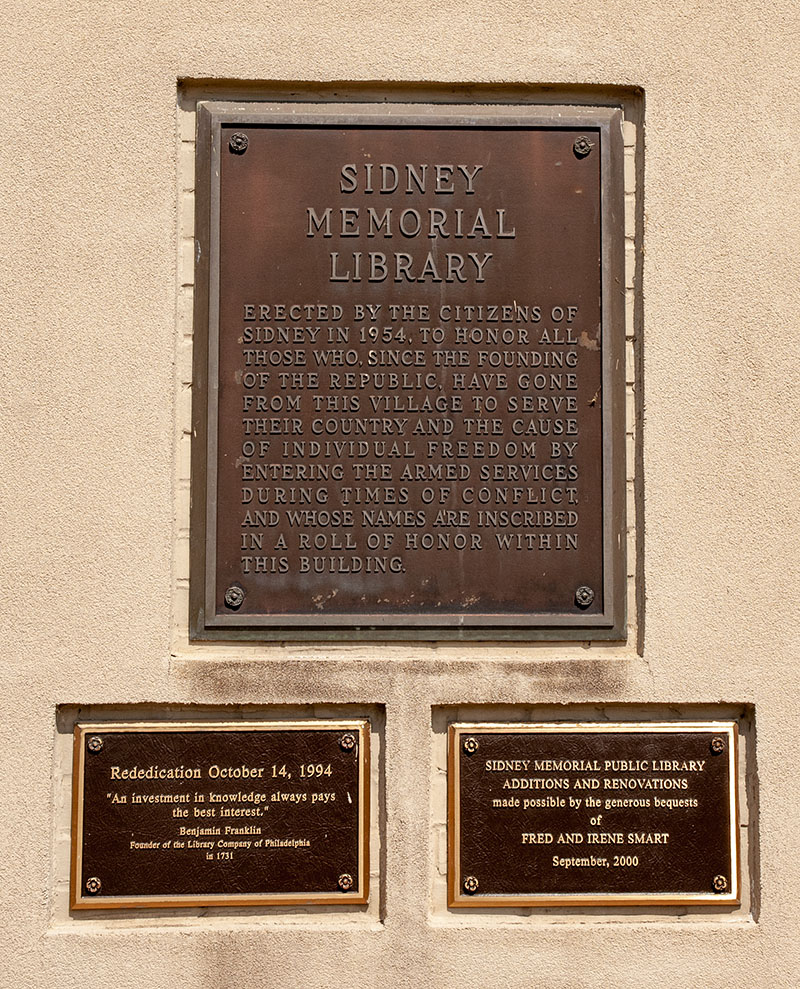 SIDNEY
MEMORIAL
LIBRARY
ERECTED BY THE CITIZENS OF
SIDNEY IN 1954, TO HONOR ALL
THOSE WHO, SINCE THE FOUNDING
OF THE REPUBLIC, HAVE GONE
FROM THIS VILLAGE TO SERVE
THEIR COUNTRY AND THE CAUSE
OF INDIVIDUAL FREEDOM BY
ENTERING THE ARMED SERVICES
DURING TIMES OF CONFLICT,
AND WHOSE NAMES ARE INSCRIBED
IN A ROLL OF HONOR WITHIN
THIS BUILDING.
Rededication October 14, 1994
"An investment in knowledge always pays
the best interest."
Benjamin Franklin
Founder of the Library Company of Philadelphia
in 1731
SIDNEY MEMORIAL PUBLIC LIBRARY
ADDITIONS AND RENOVATIONS
made possible by the generous bequests
of
FRED AND IRENE SMART
September, 2000